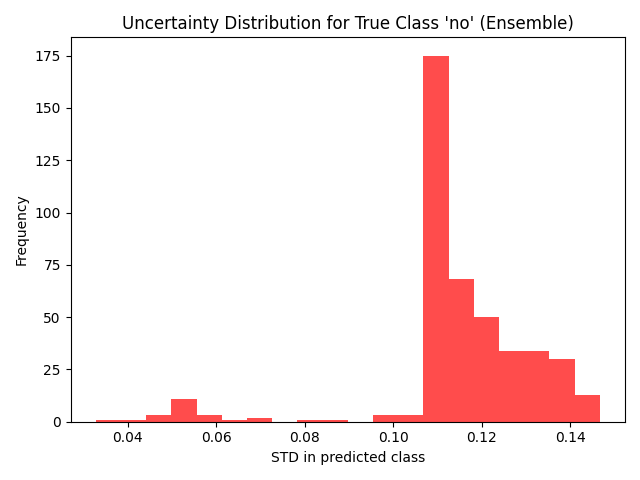 Uncertainty Distribution for True Class 'no' (Ensemble)
175
150
125
100
75
50
25
0
Frequency
0.04 0.06 0.08 0.10 0.12 0.14
STD in predicted class